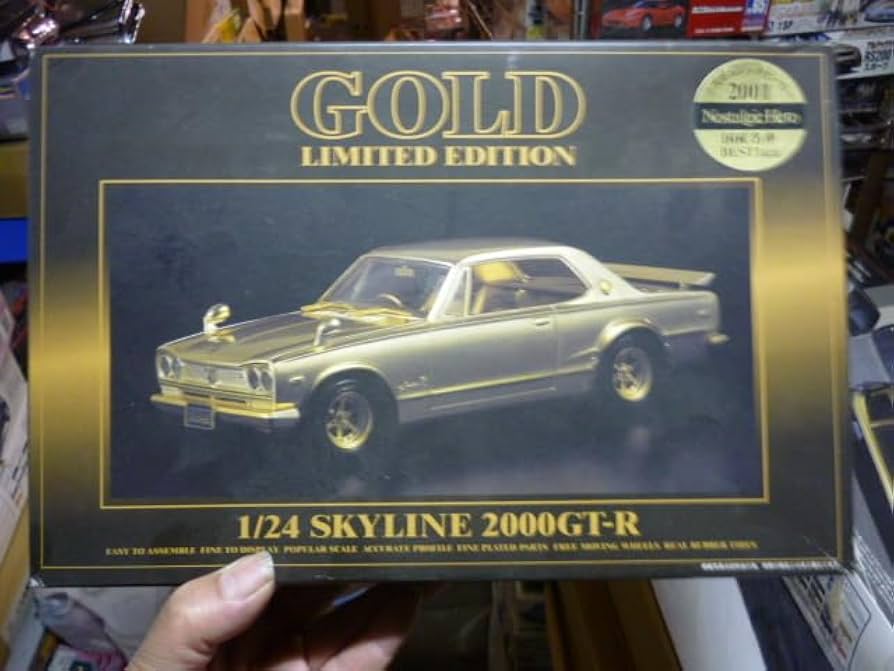 GOLD
LIMITED EDITION
2001
Nostalgic Hero
1/24 SKYLINE 2000GT-R
EASY TO ASSEMBLE FINE TO DISPLAY POPULAR SCALE ACCURATE PROFILE FINE PLATED PARTS FREE MOVING WHEELS REAL RUBBER TIRES
RS200